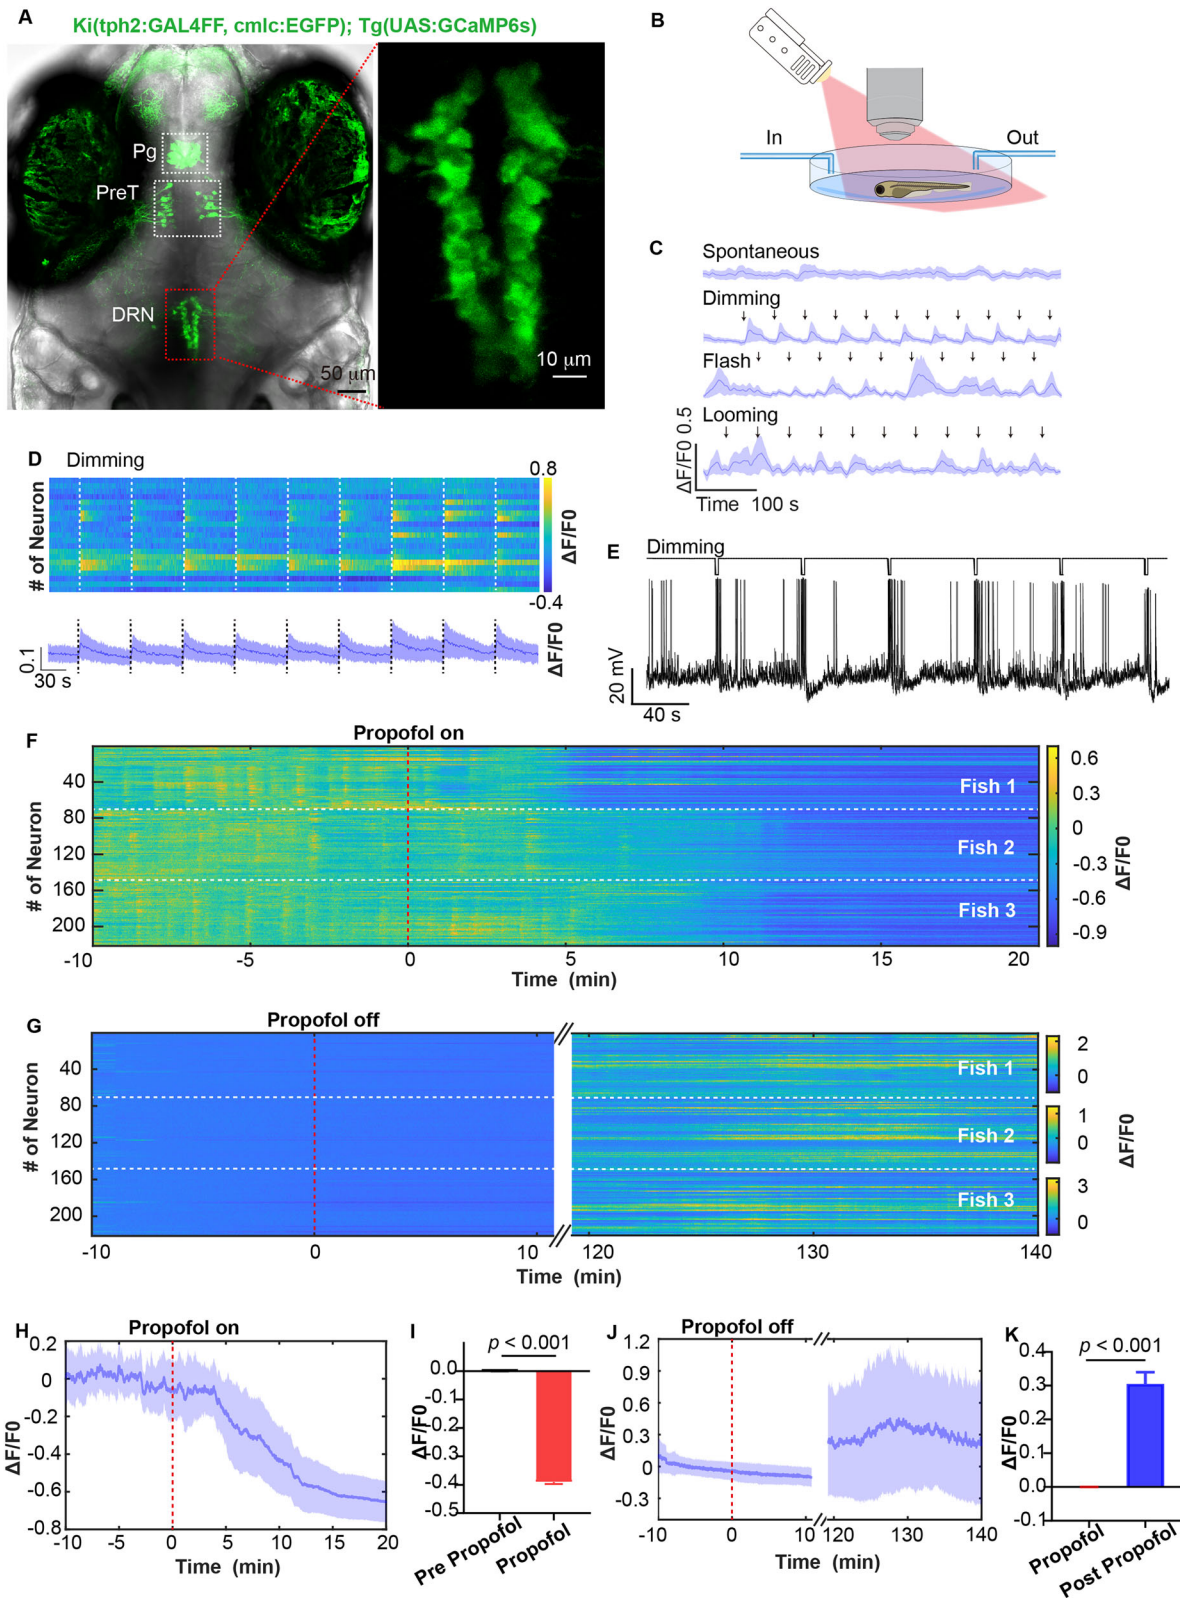 A
Ki(tph2:GAL4FF, cmlc:EGFP); Tg(UAS:GCaMP6s)
Pg
PreT
DRN
50 μm
10 μm
B
In
Out
C
Spontaneous
Dimming
Flash
Looming
ΔF/F0 0.5
Time 100 s
D
Dimming
# of Neuron
0.8
-0.4
ΔF/F0
0.1
30 s
ΔF/F0
E
Dimming
20 mV
40 s
F
Propofol on
# of Neuron
40
80
120
160
200
Fish 1
Fish 2
Fish 3
-10
-5
0
5
10
15
20
Time (min)
0.6
0.3
0
-0.3
-0.6
-0.9
ΔF/F0
G
Propofol off
# of Neuron
40
80
120
160
200
Fish 1
Fish 2
Fish 3
-10
0
10
120
130
140
Time (min)
2
0
1
0
3
0
ΔF/F0
H
Propofol on
ΔF/F0
0.2
0
-0.2
-0.4
-0.6
-0.8
-10
-5
0
5
10
15
20
Time (min)
I
p < 0.001
ΔF/F0
0.0
-0.1
-0.2
-0.3
-0.4
-0.5
Pre Propofol
Propofol
J
Propofol off
ΔF/F0
1.2
0.9
0.6
0.3
0
-0.3
-10
0
10
120
130
140
Time (min)
K
p < 0.001
ΔF/F0
0.4
0.3
0.2
0.1
0.0
-0.1
Propofol
Post Propofol